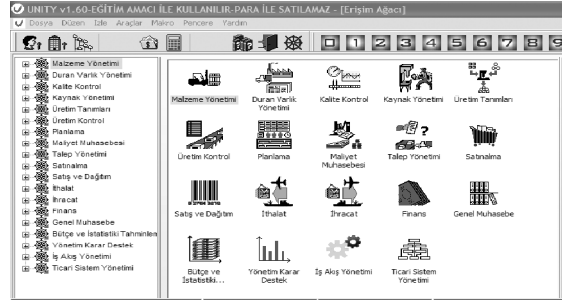 UNITY v1.60-EĞİTİM AMACI İLE KULLANILIR-PARA İLE SATILAMAZ - [Erişim Ağacı]
Dosya Düzen İzle Araçlar Makro Pencere Yardım
0 1 2 3 4 5 6 7 8 9
Malzeme Yönetimi
Duran Varlık Yönetimi
Kalite Kontrol
Kaynak Yönetimi
Üretim Tanımları
Üretim Kontrol
Planlama
Maliyet Muhasebesi
Talep Yönetimi
Satınalma
Satış ve Dağıtım
İthalat
İhracat
Finans
Genel Muhasebe
Bütçe ve İstatistiki Tahminlen
Yönetim Karar Destek
İş Akış Yönetimi
Ticari Sistem Yönetimi
Malzeme Yönetimi
Duran Varlık
Yönetimi
Kalite Kontrol
Kaynak Yönetimi
Üretim Tanımları
Üretim Kontrol
Planlama
Maliyet
Muhasebesi
Talep Yönetimi
Satınalma
Satış ve Dağıtım
İthalat
İhracat
Finans
Genel Muhasebe
Bütçe ve
İstatistiki...
Yönetim Karar
Destek
İş Akış Yönetimi
Ticari Sistem
Yönetimi